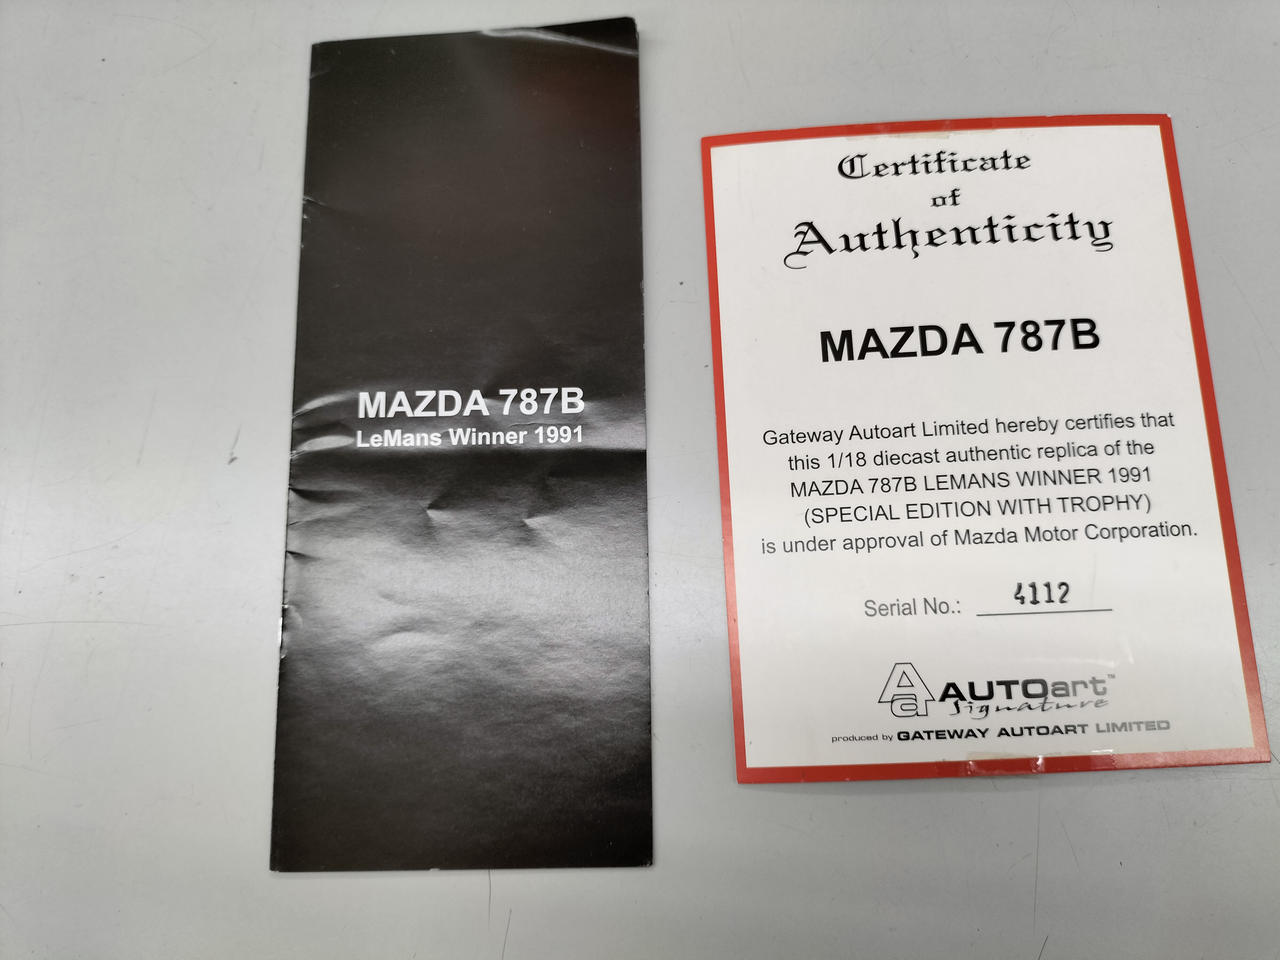 MAZDA 787B
LeMans Winner 1991
Certificate
of
Authenticity
MAZDA 787B
Gateway Autoart Limited hereby certifies that
this 1/18 diecast authentic replica of the
MAZDA 787B LEMANS WINNER 1991
(SPECIAL EDITION WITH TROPHY)
is under approval of Mazda Motor Corporation.
Serial No.: 4112
Aa AUTOart™
Signature
produced by GATEWAY AUTOART LIMITED